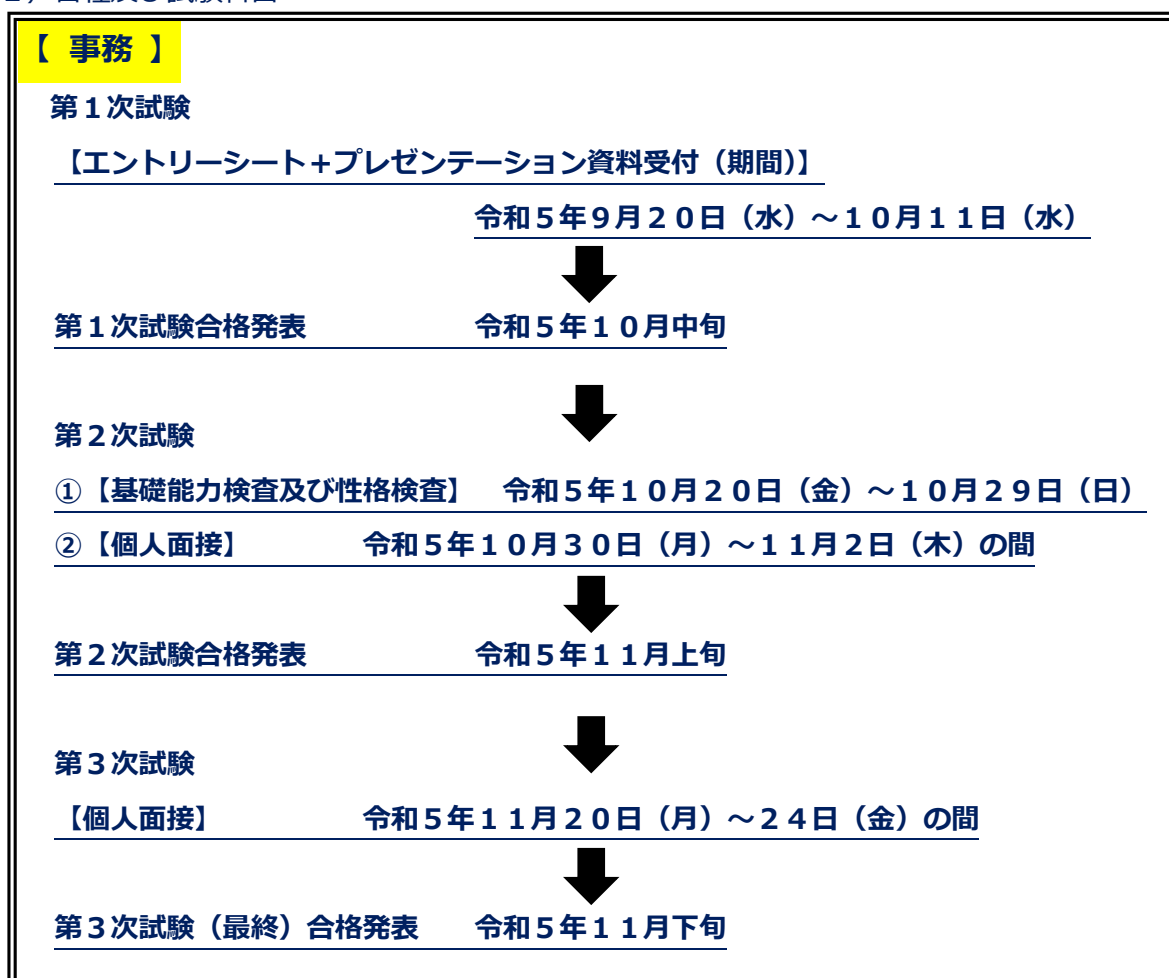 【 事務 】
第１次試験
【エントリーシート＋プレゼンテーション資料受付（期間）】
令和５年９月２０日（水）～１０月１１日（水）
第１次試験合格発表　令和５年１０月中旬
第２次試験
①【基礎能力検査及び性格検査】　令和５年１０月２０日（金）～１０月２９日（日）
②【個人面接】　令和５年１０月３０日（月）～１１月２日（木）の間
第２次試験合格発表　令和５年１１月上旬
第３次試験
【個人面接】　令和５年１１月２０日（月）～２４日（金）の間
第３次試験（最終）合格発表　令和５年１１月下旬